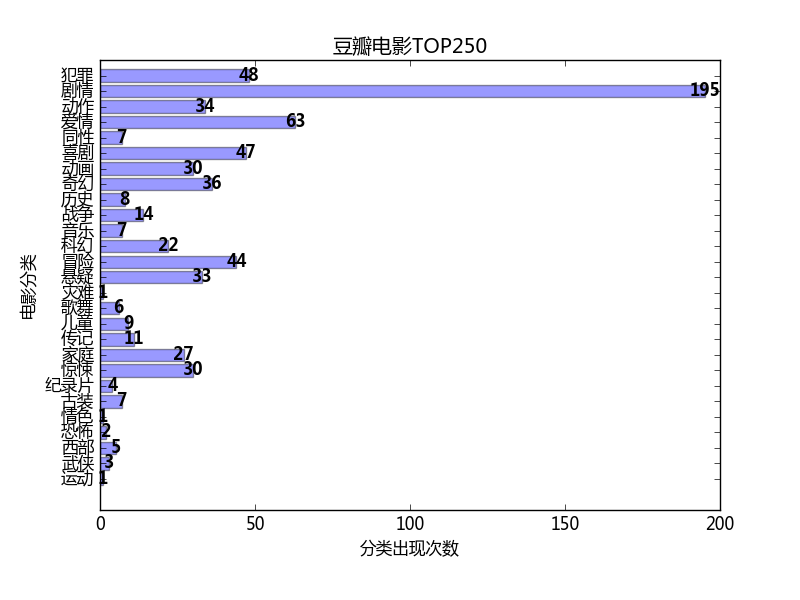 豆瓣电影TOP250
犯罪 48
剧情 195
动作 34
爱情 63
同性 7
喜剧 47
动画 30
奇幻 36
历史 8
战争 14
音乐 7
科幻 22
冒险 44
悬疑 33
灾难 1
歌舞 6
儿童 9
传记 11
家庭 27
惊悚 30
纪录片 4
古装 7
情色 1
恐怖 2
西部 5
武侠 3
运动 1
电影分类
0 50 100 150 200
分类出现次数